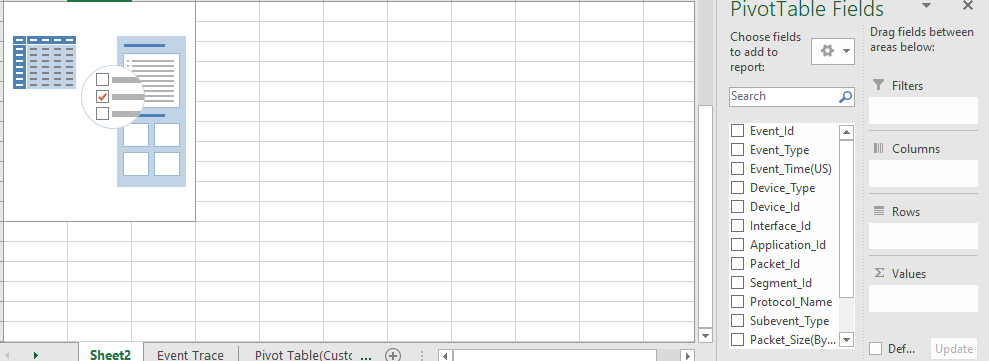 PivotTable Fields
Choose fields
to add to
report:
Search
Event_Id
Event_Type
Event_Time(US)
Device_Type
Device_Id
Interface_Id
Application_Id
Packet_Id
Segment_Id
Protocol_Name
Subevent_Type
Packet_Size(By...
Drag fields between
areas below:
Filters
Columns
Rows
Σ Values
Def... Update
Sheet2 Event Trace Pivot Table(Custo ...